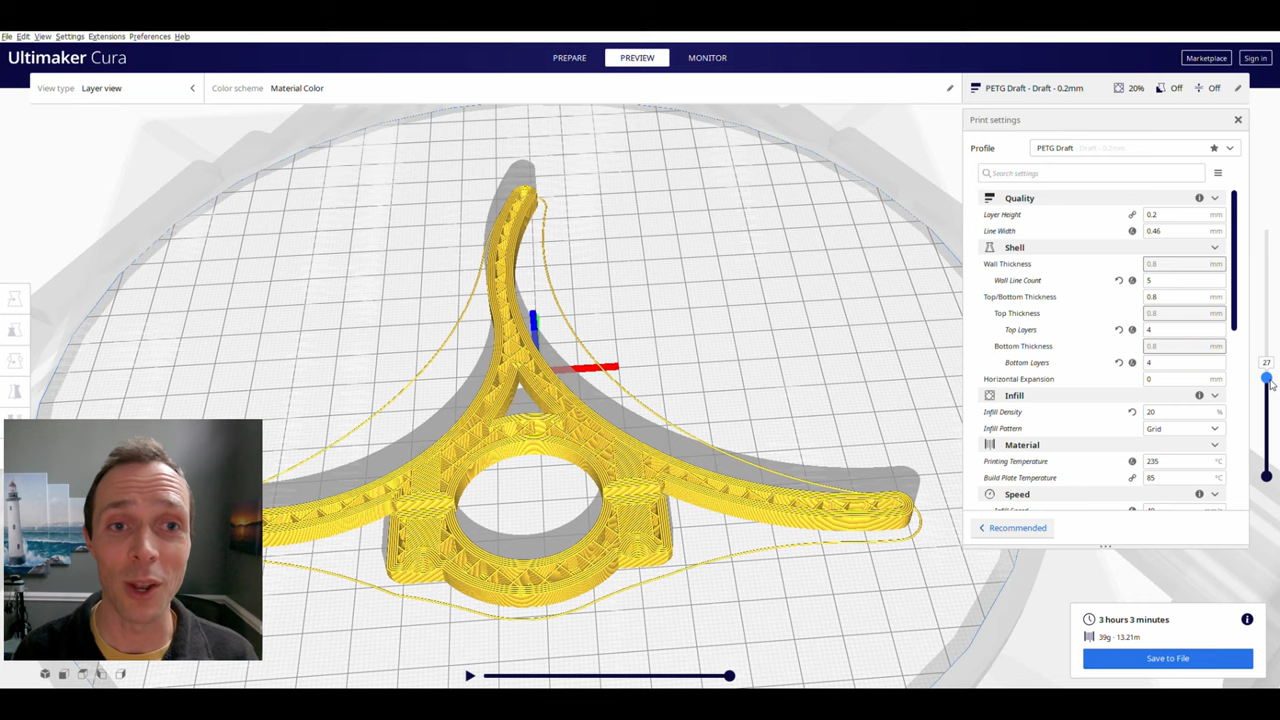 File Edit View Settings Extensions Preferences Help
Ultimaker Cura
PREPARE PREVIEW MONITOR
Marketplace Sign in
View type Layer view
Color scheme Material Color
PETG Draft - Draft - 0.2mm 20% Off Off
Print settings
Profile PETG Draft - Draft - 0.2mm
Search settings
Quality
Layer Height 0.2 mm
Line Width 0.46 mm
Shell
Wall Thickness 0.8 mm
Wall Line Count 5
Top/Bottom Thickness 0.8 mm
Top Thickness 0.8 mm
Top Layers 4
Bottom Thickness 0.8 mm
Bottom Layers 4
Horizontal Expansion 0 mm
Infill
Infill Density 20 %
Infill Pattern Grid
Material
Printing Temperature 235 °C
Build Plate Temperature 85 °C
Speed
27
Recommended
3 hours 3 minutes
39g · 13.21m
Save to File